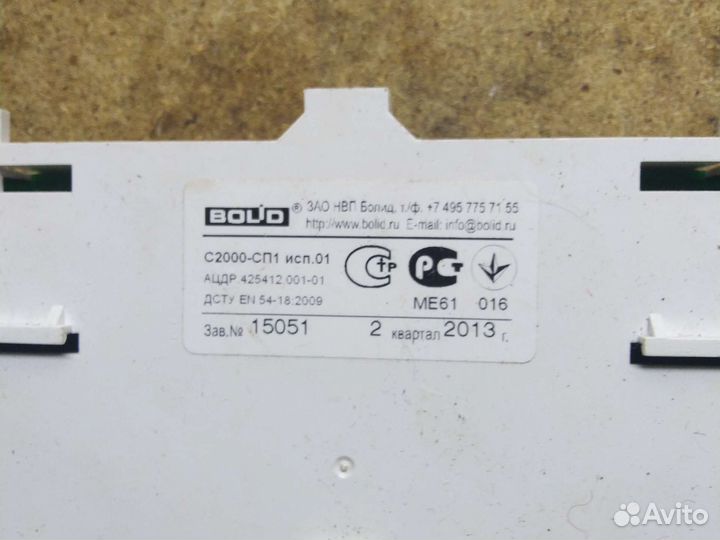 BOLID ® ЗАО НВП Болид, т./ф. +7 495 775 71 55
http://www.bolid.ru E-mail: info@bolid.ru
С2000-СП1 исп.01
АЦДР.425412.001-01
ДСТУ EN 54-18:2009
МЕ61 016
Зав.№ 15051 2 квартал 2013 г.
Avito